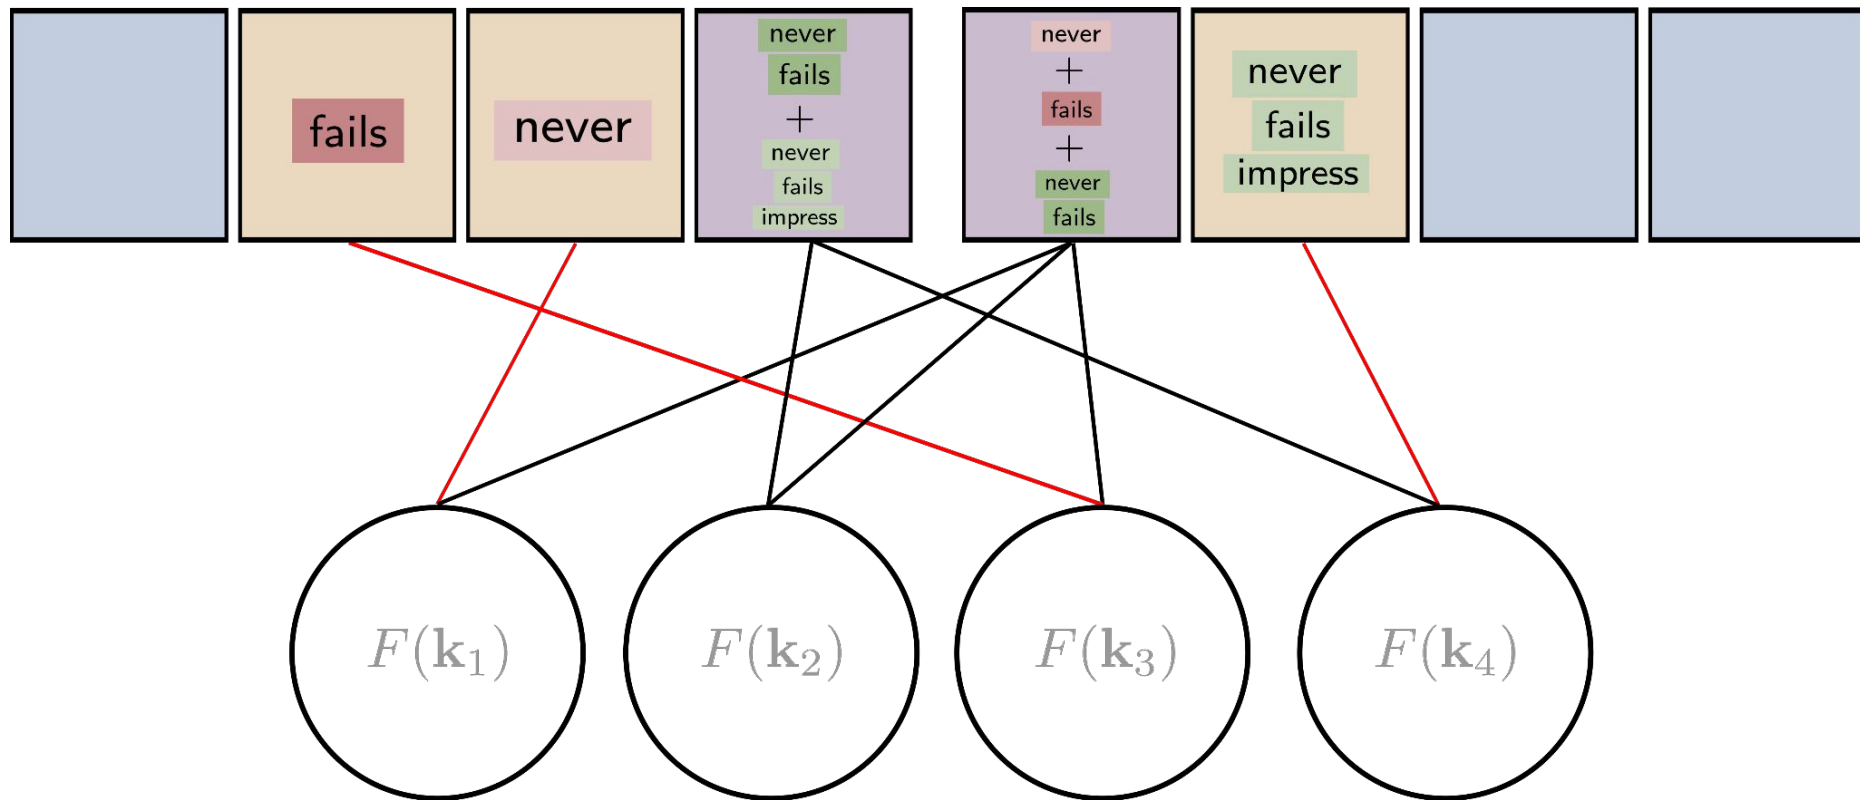 fails
never
never
fails
+
never
fails
impress
never
+
fails
+
never
fails
never
fails
impress
F(k₁)
F(k₂)
F(k₃)
F(k₄)